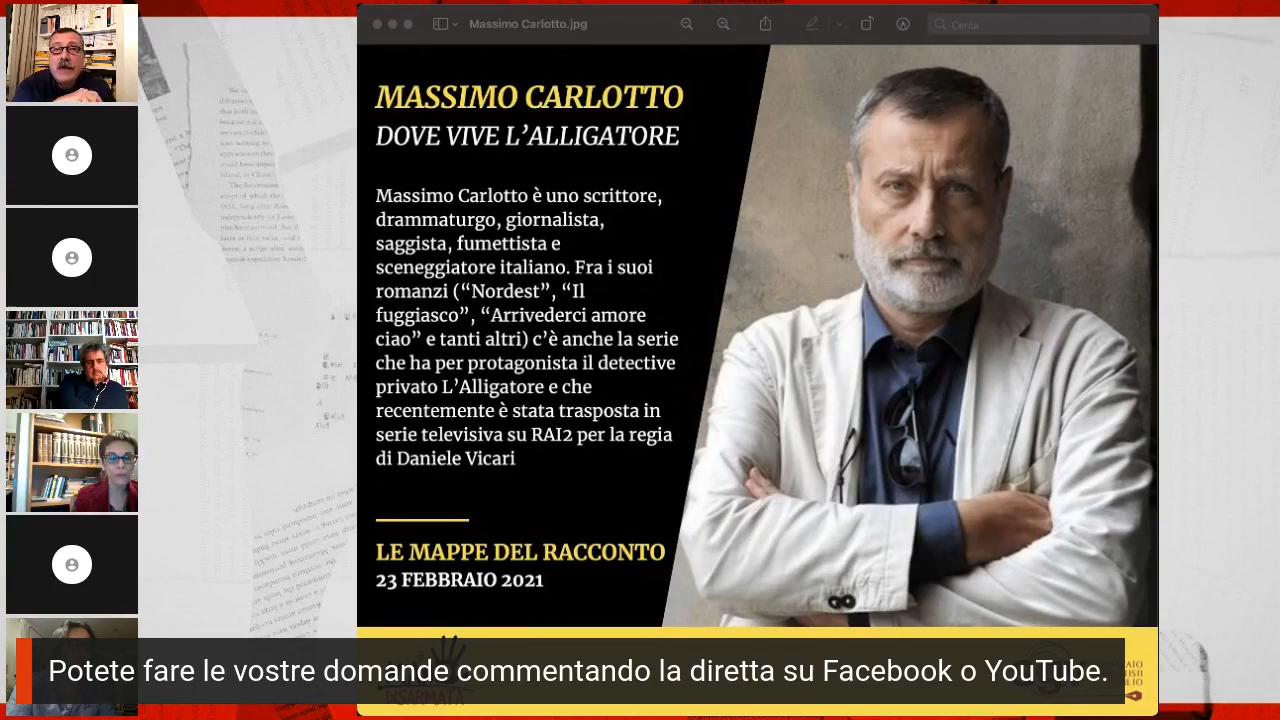 Massimo Carlotto.jpg
Cerca
MASSIMO CARLOTTO
DOVE VIVE L'ALLIGATORE
Massimo Carlotto è uno scrittore,
drammaturgo, giornalista,
saggista, fumettista e
sceneggiatore italiano. Fra i suoi
romanzi (“Nordest”, “Il
fuggiasco”, “Arrivederci amore
ciao” e tanti altri) c’è anche la serie
che ha per protagonista il detective
privato L’Alligatore e che
recentemente è stata trasposta in
serie televisiva su RAI2 per la regia
di Daniele Vicari
LE MAPPE DEL RACCONTO
23 FEBBRAIO 2021
Potete fare le vostre domande commentando la diretta su Facebook o YouTube.
DISARMATA